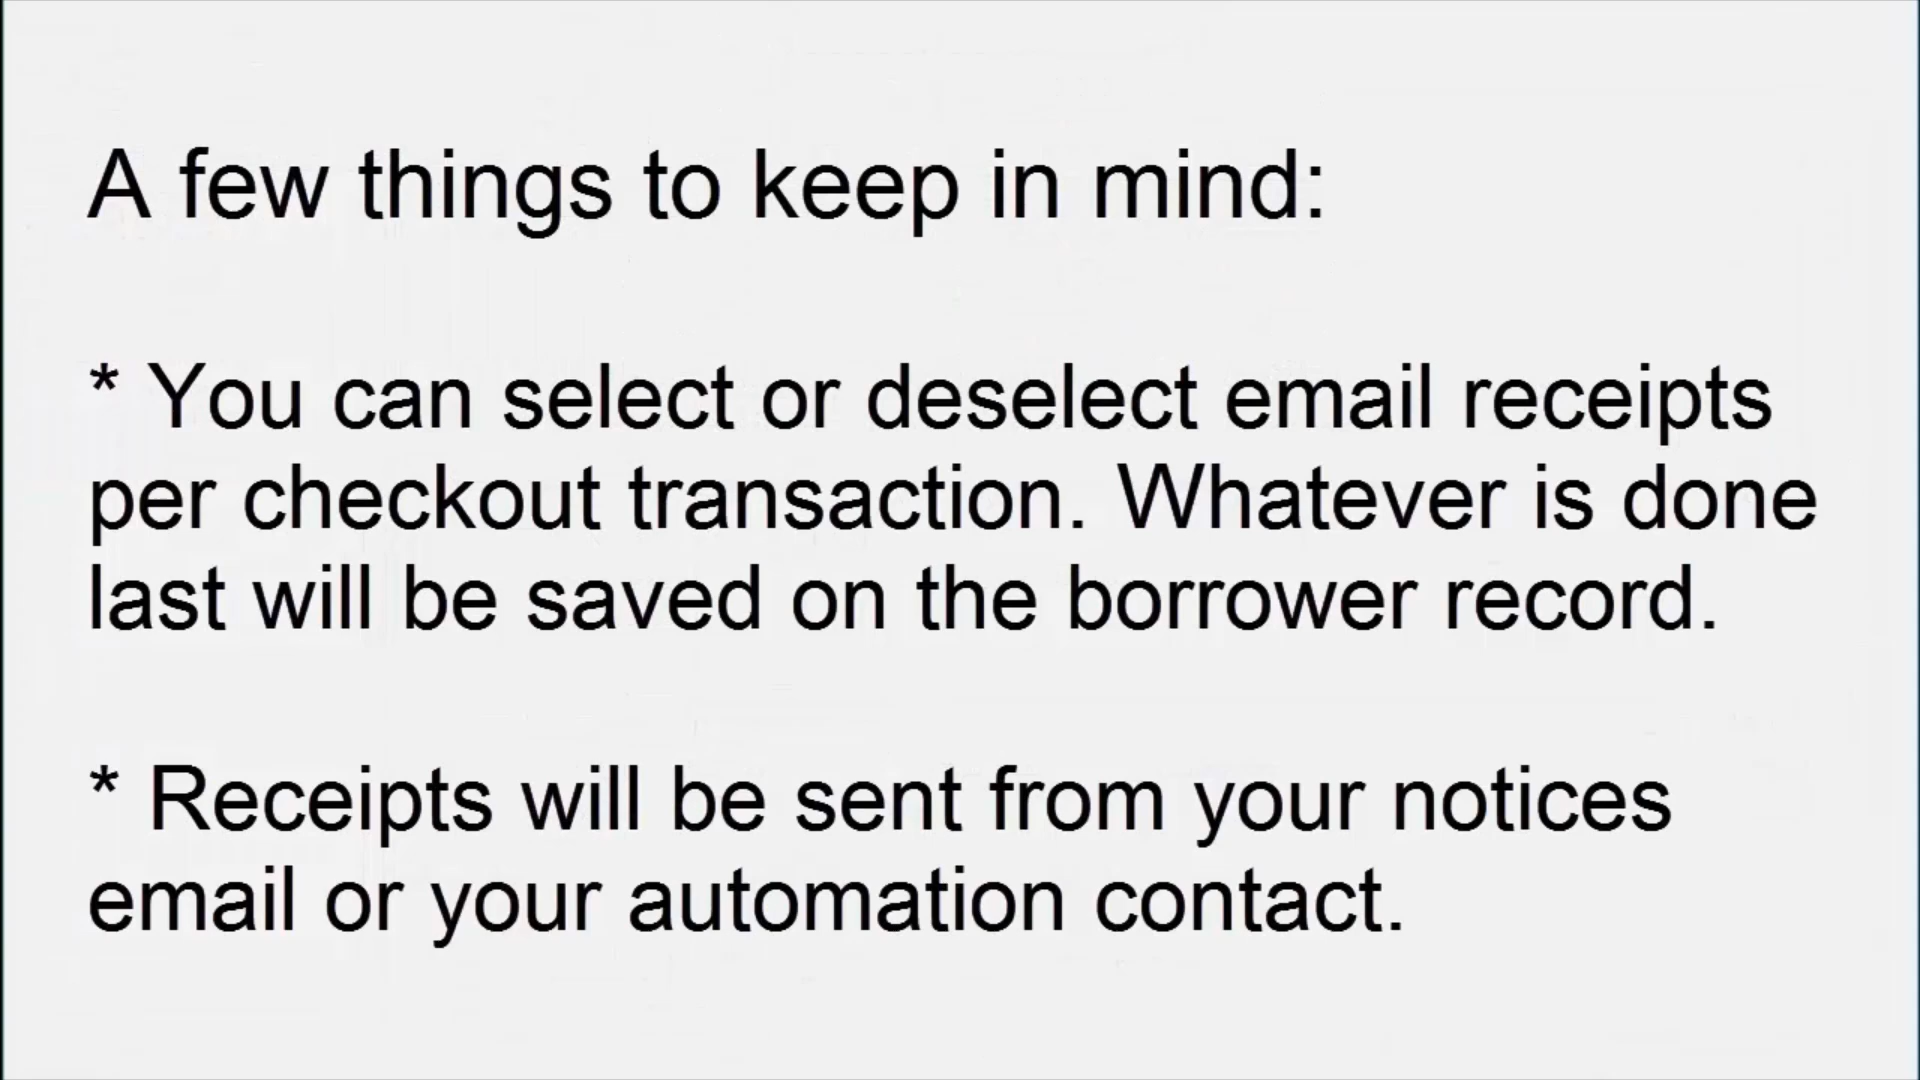 A few things to keep in mind:
* You can select or deselect email receipts
per checkout transaction. Whatever is done
last will be saved on the borrower record.
* Receipts will be sent from your notices
email or your automation contact.